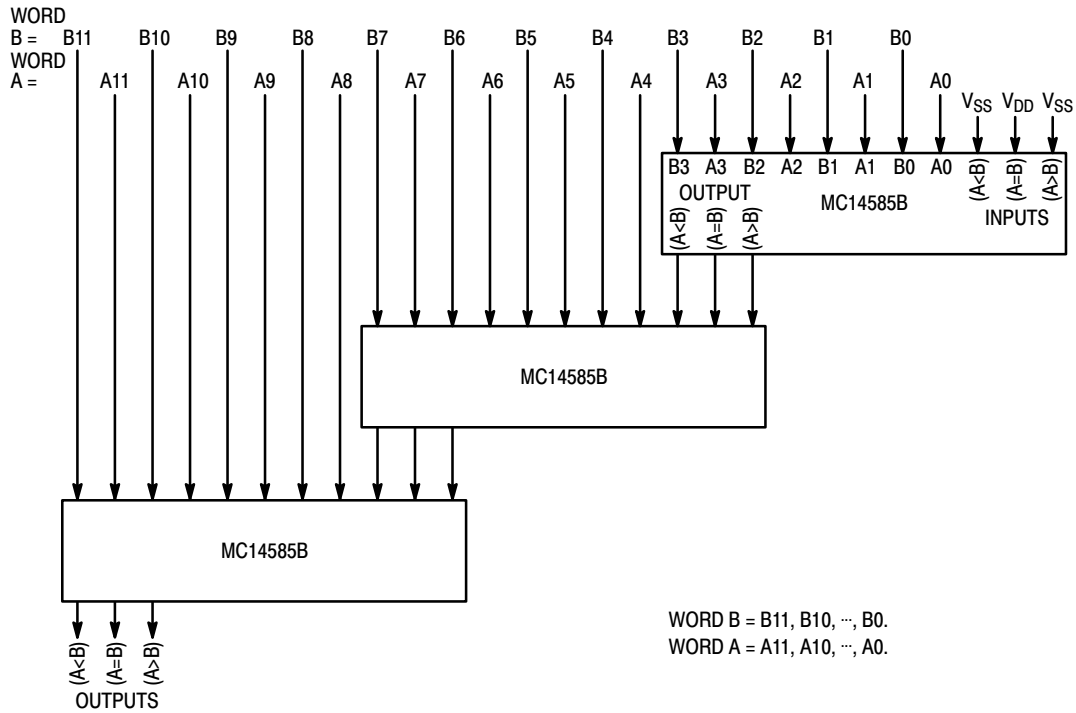 WORD
B = B11 B10 B9 B8 B7 B6 B5 B4 B3 B2 B1 B0
WORD
A = A11 A10 A9 A8 A7 A6 A5 A4 A3 A2 A1 A0
VSS VDD VSS
B3 A3 B2 A2 B1 A1 B0 A0 (A<B) (A=B) (A>B)
OUTPUT MC14585B INPUTS
(A<B) (A=B) (A>B)
MC14585B
MC14585B
(A<B) (A=B) (A>B)
OUTPUTS
WORD B = B11, B10, ···, B0.
WORD A = A11, A10, ···, A0.